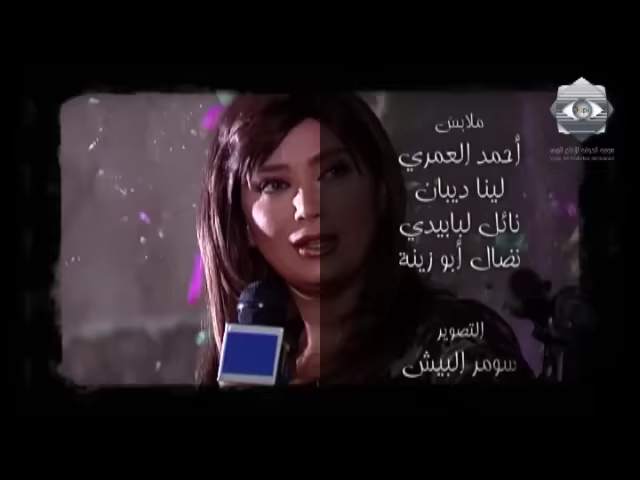 ملابس
أحمد العمري
لينا ديبان
نائل لبابيدي
نضال أبو زينة
التصوير
سومر البيش